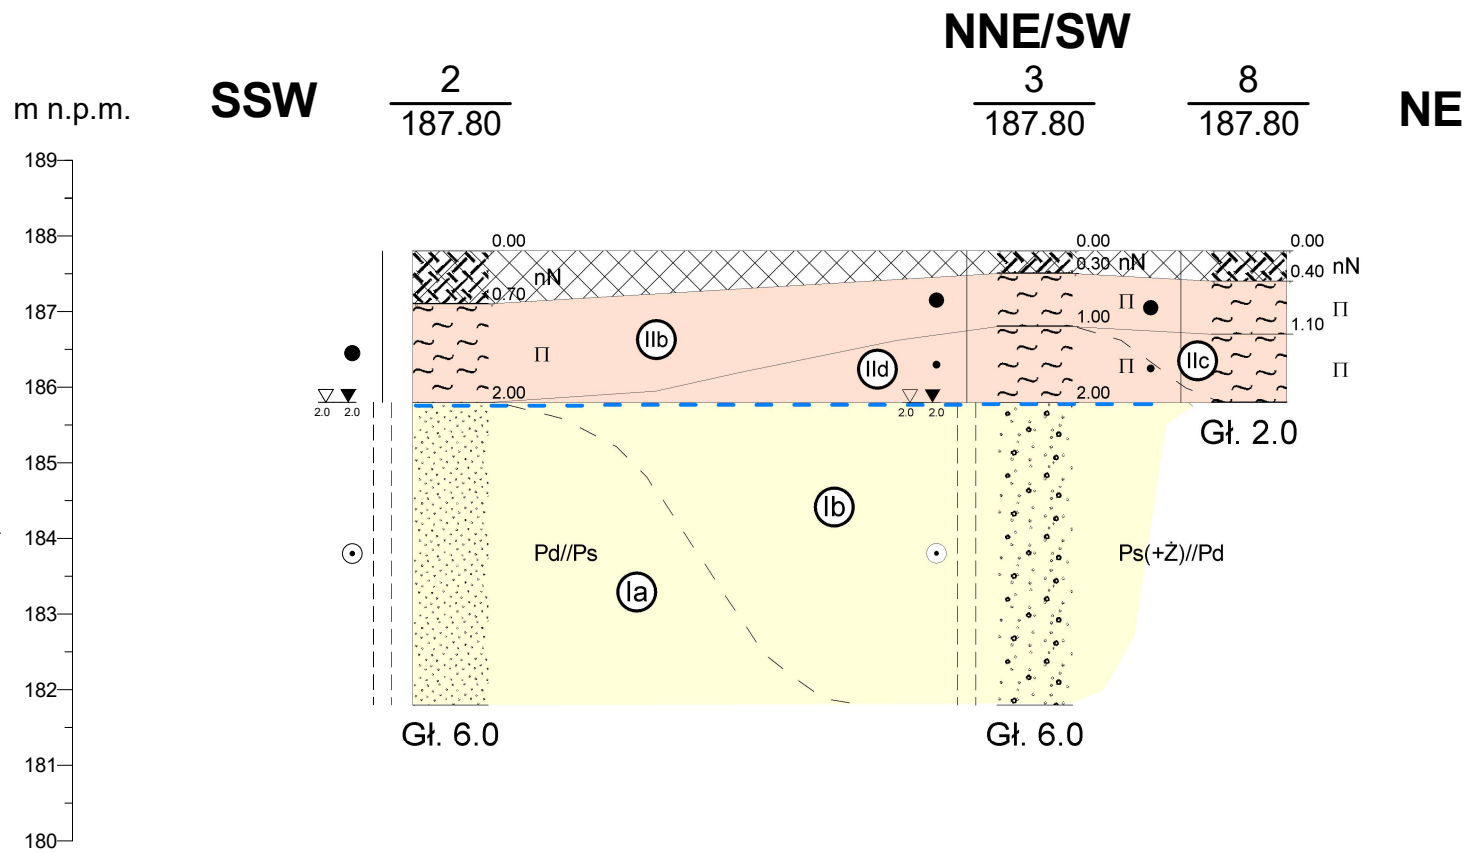 NNE/SW
m n.p.m.
SSW
2
187.80
3
187.80
8
187.80
NE
189
188
187
186
185
184
183
182
181
180
0.00
nN
0.70
IIb
Π
2.00
2.0 2.0
IId
2.0 2.0
0.00
0.30 nN
Π
1.00
Π
2.00
IIc
0.00
0.40 nN
Π
1.10
Π
Gł. 2.0
Ib
Pd//Ps
Ps(+Ż)//Pd
Ia
Gł. 6.0
Gł. 6.0